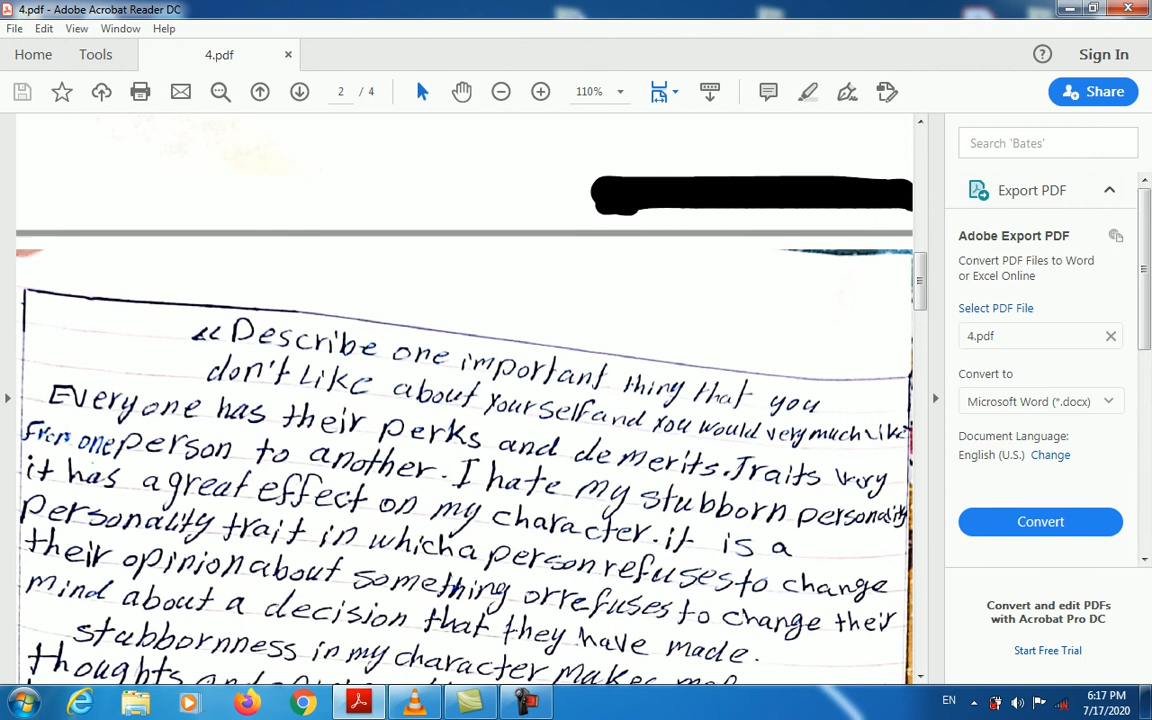 4.pdf - Adobe Acrobat Reader DC
File Edit View Window Help
Home Tools 4.pdf ×
Sign In
2 / 4
110%
Share
Search 'Bates'
Export PDF
Adobe Export PDF
Convert PDF Files to Word
or Excel Online
Select PDF File
4.pdf
Convert to
Microsoft Word (*.docx)
Document Language:
English (U.S.) Change
Convert
Convert and edit PDFs
with Acrobat Pro DC
Start Free Trial
"Describe one important thing that you
don't Like about yourself and You would very much Like
Everyone has their perks and demerits. Traits very
From one person to another. I hate my stubborn personality
it has a great effect on my character. it is a
personality trait in which a person refuses to change
their opinion about something or refuses to change their
mind about a decision that they have made.
stubbornness in my character makes
thoughts and
EN
6:17 PM
7/17/2020